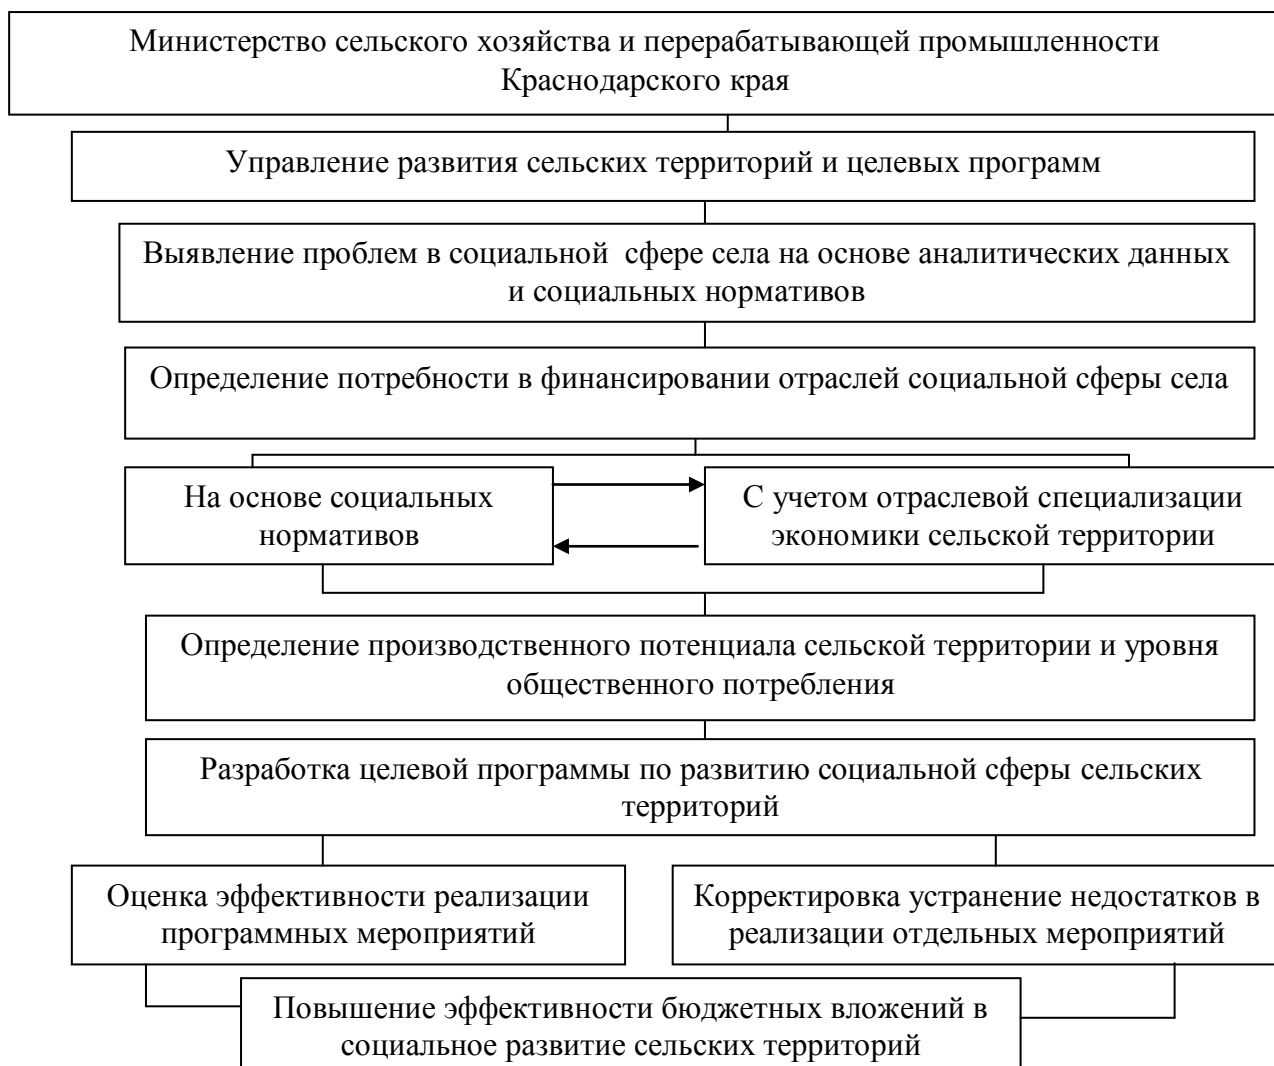 Министерство сельского хозяйства и перерабатывающей промышленности
Краснодарского края
Управление развития сельских территорий и целевых программ
Выявление проблем в социальной сфере села на основе аналитических данных
и социальных нормативов
Определение потребности в финансировании отраслей социальной сферы села
На основе социальных
нормативов
С учетом отраслевой специализации
экономики сельской территории
Определение производственного потенциала сельской территории и уровня
общественного потребления
Разработка целевой программы по развитию социальной сферы сельских
территорий
Оценка эффективности реализации
программных мероприятий
Корректировка устранение недостатков в
реализации отдельных мероприятий
Повышение эффективности бюджетных вложений в
социальное развитие сельских территорий